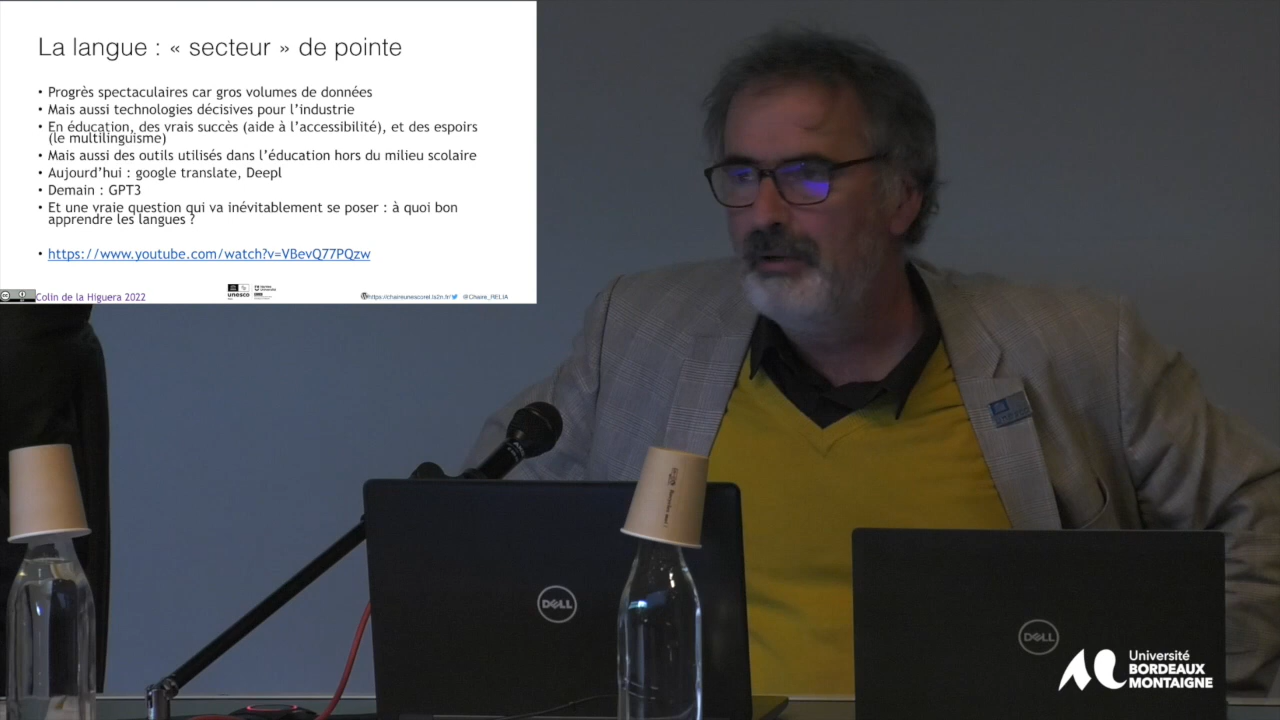 La langue : « secteur » de pointe
• Progrès spectaculaires car gros volumes de données
• Mais aussi technologies décisives pour l'industrie
• En éducation, des vrais succès (aide à l'accessibilité), et des espoirs
(le multilinguisme)
• Mais aussi des outils utilisés dans l'éducation hors du milieu scolaire
• Aujourd'hui : google translate, Deepl
• Demain : GPT3
• Et une vraie question qui va inévitablement se poser : à quoi bon
apprendre les langues ?
• https://www.youtube.com/watch?v=VBevQ77PQzw
Colin de la Higuera 2022
unesco
https://chaireunescorel.ls2n.fr/
@Chaire_RELIA
DELL
DELL
Université
BORDEAUX
MONTAIGNE